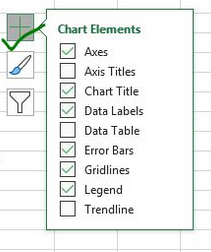 Chart Elements
Axes
Axis Titles
Chart Title
Data Labels
Data Table
Error Bars
Gridlines
Legend
Trendline